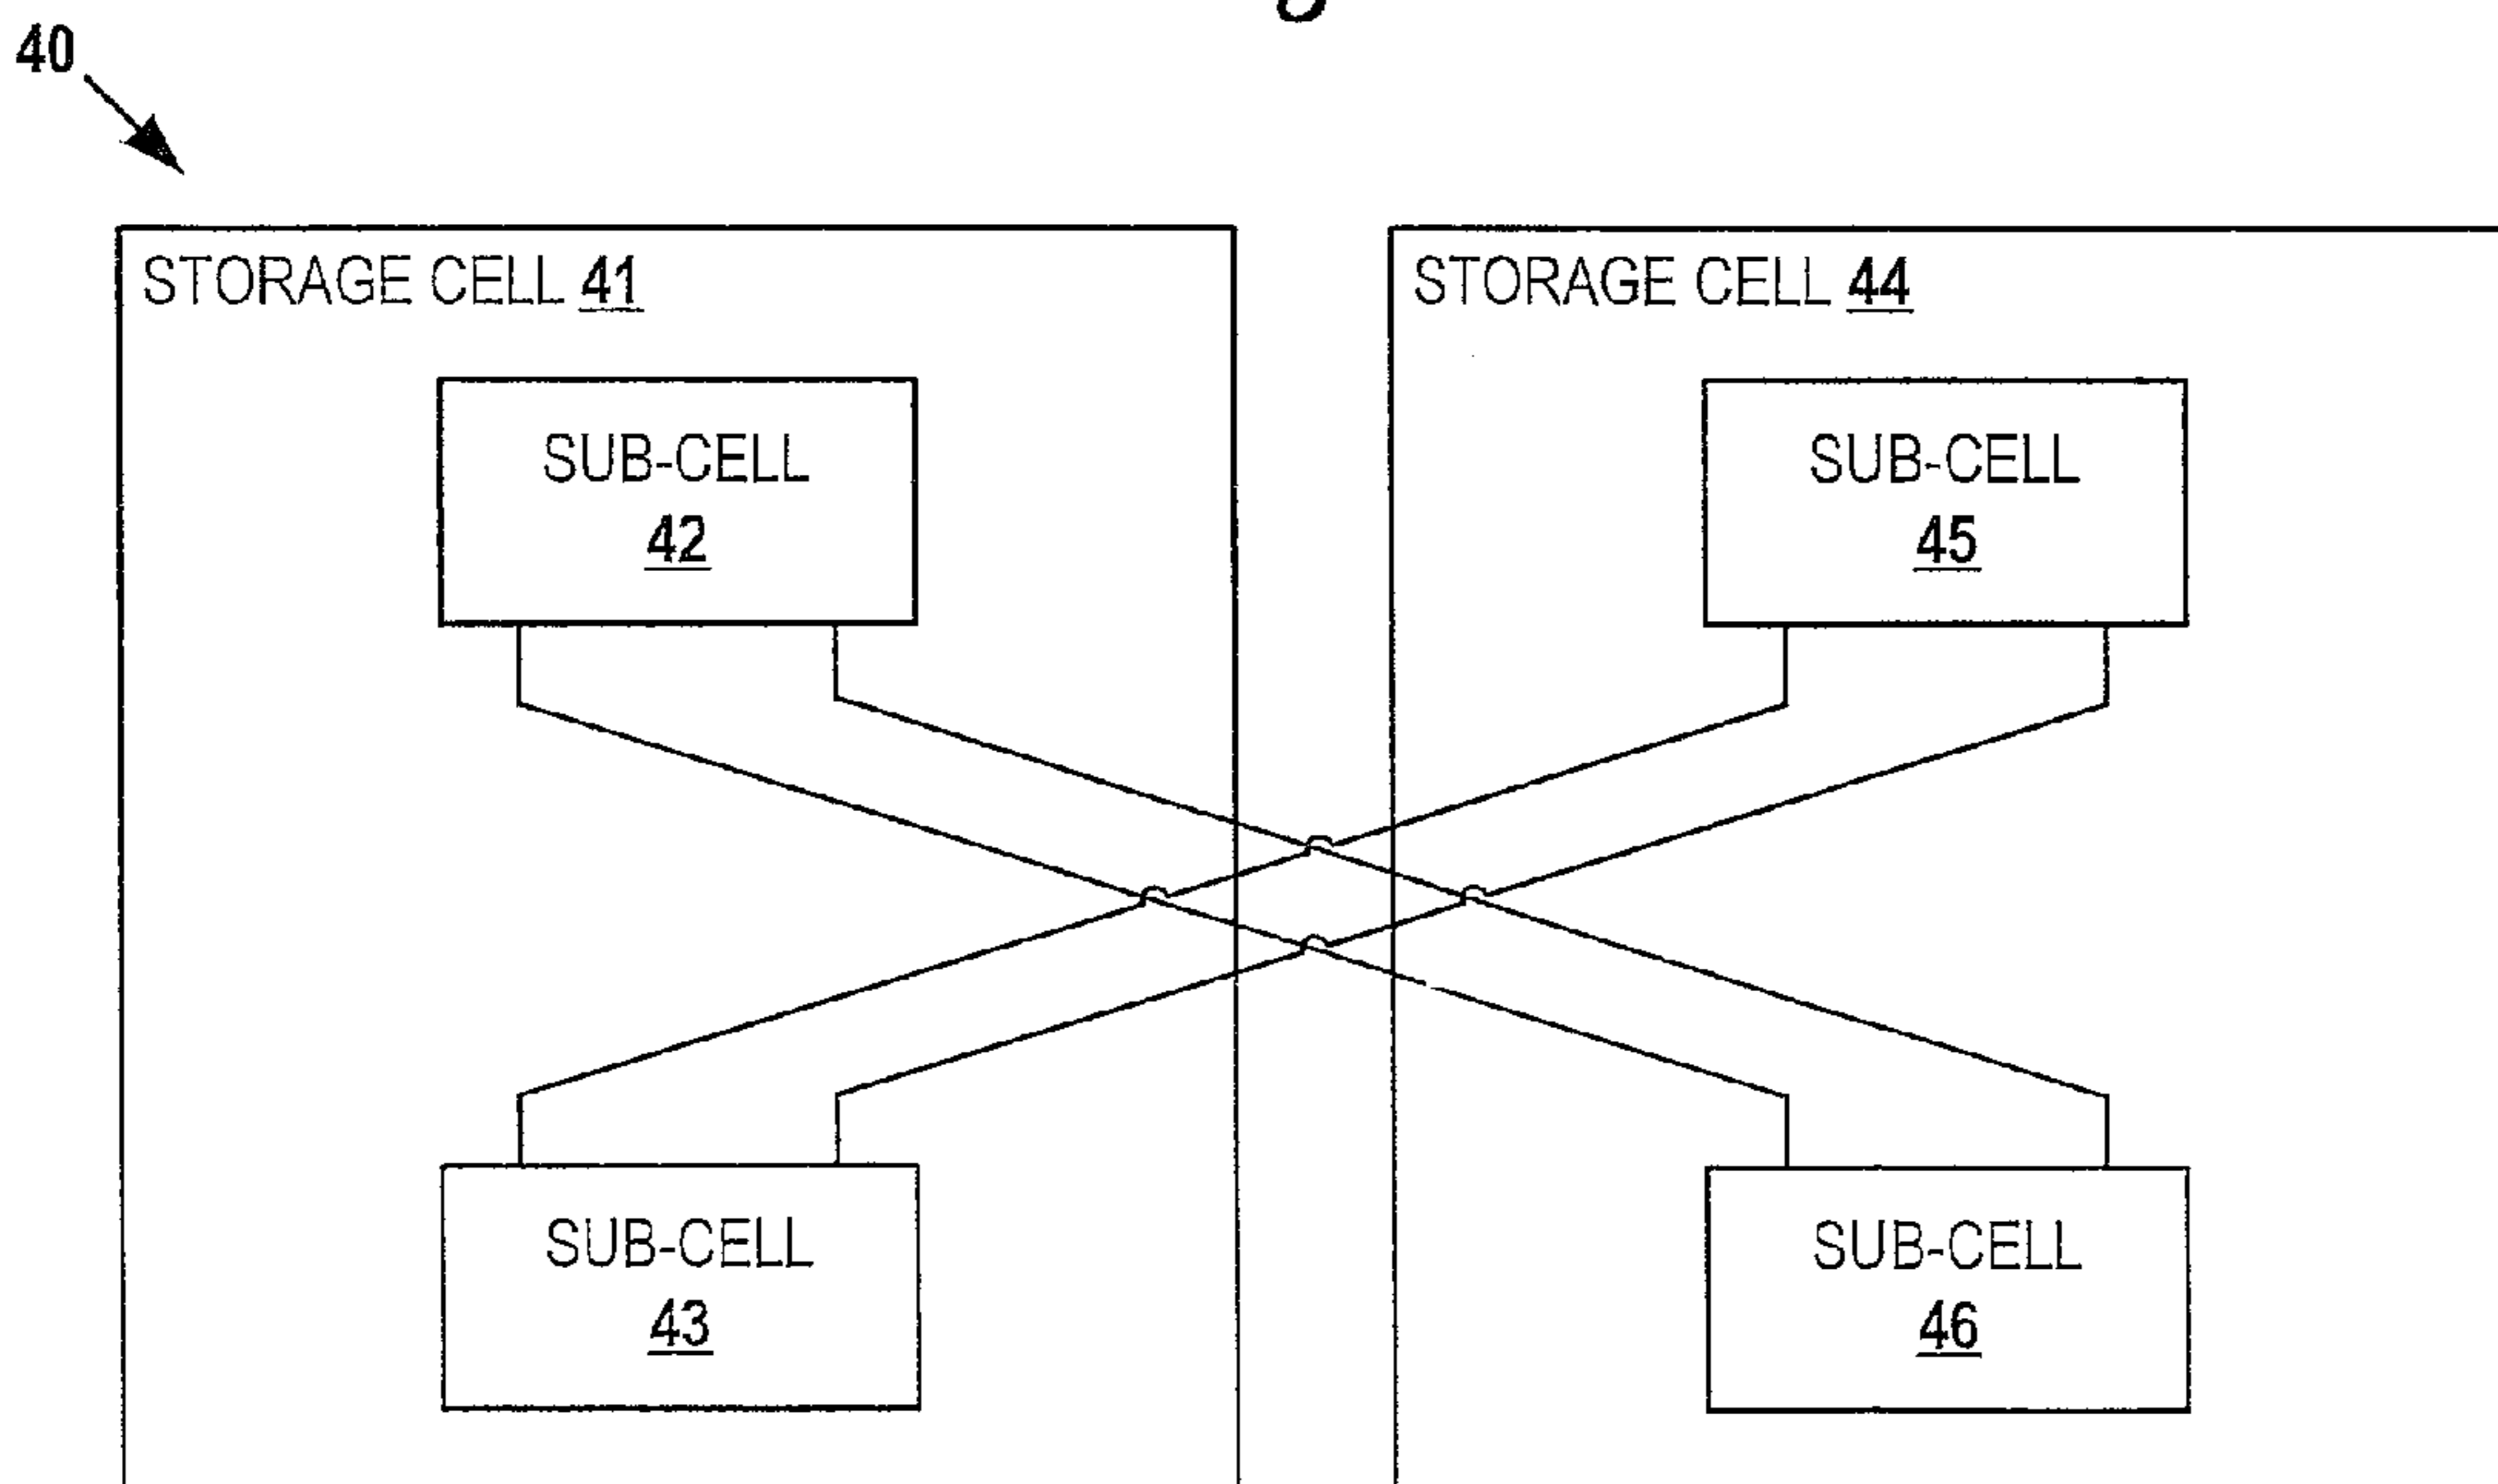 40
STORAGE CELL 41
STORAGE CELL 44
SUB-CELL
42
SUB-CELL
45
SUB-CELL
43
SUB-CELL
46